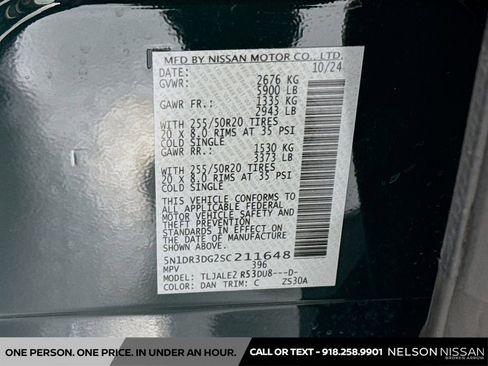 MFD BY NISSAN MOTOR CO., LTD.
DATE: 10/24
GVWR: 2676 KG
5900 LB
GAWR FR.: 1335 KG
2943 LB
WITH 255/50R20 TIRES
20 X 8.0 RIMS AT 35 PSI
COLD SINGLE
GAWR RR.: 1530 KG
3373 LB
WITH 255/50R20 TIRES
20 X 8.0 RIMS AT 35 PSI
COLD SINGLE
THIS VEHICLE CONFORMS TO
ALL APPLICABLE FEDERAL
MOTOR VEHICLE SAFETY AND
THEFT PREVENTION
STANDARDS IN EFFECT ON
THE DATE OF MANUFACTURE
SHOWN ABOVE.
5N1DR3DG2SC211648
MPV 396
MODEL: TLJALEZ R53DU8---D-
COLOR: DAN TRIM: C ZS30A
ONE PERSON. ONE PRICE. IN UNDER AN HOUR. CALL OR TEXT - 918.258.9901 NELSON NISSAN
BROKEN ARROW